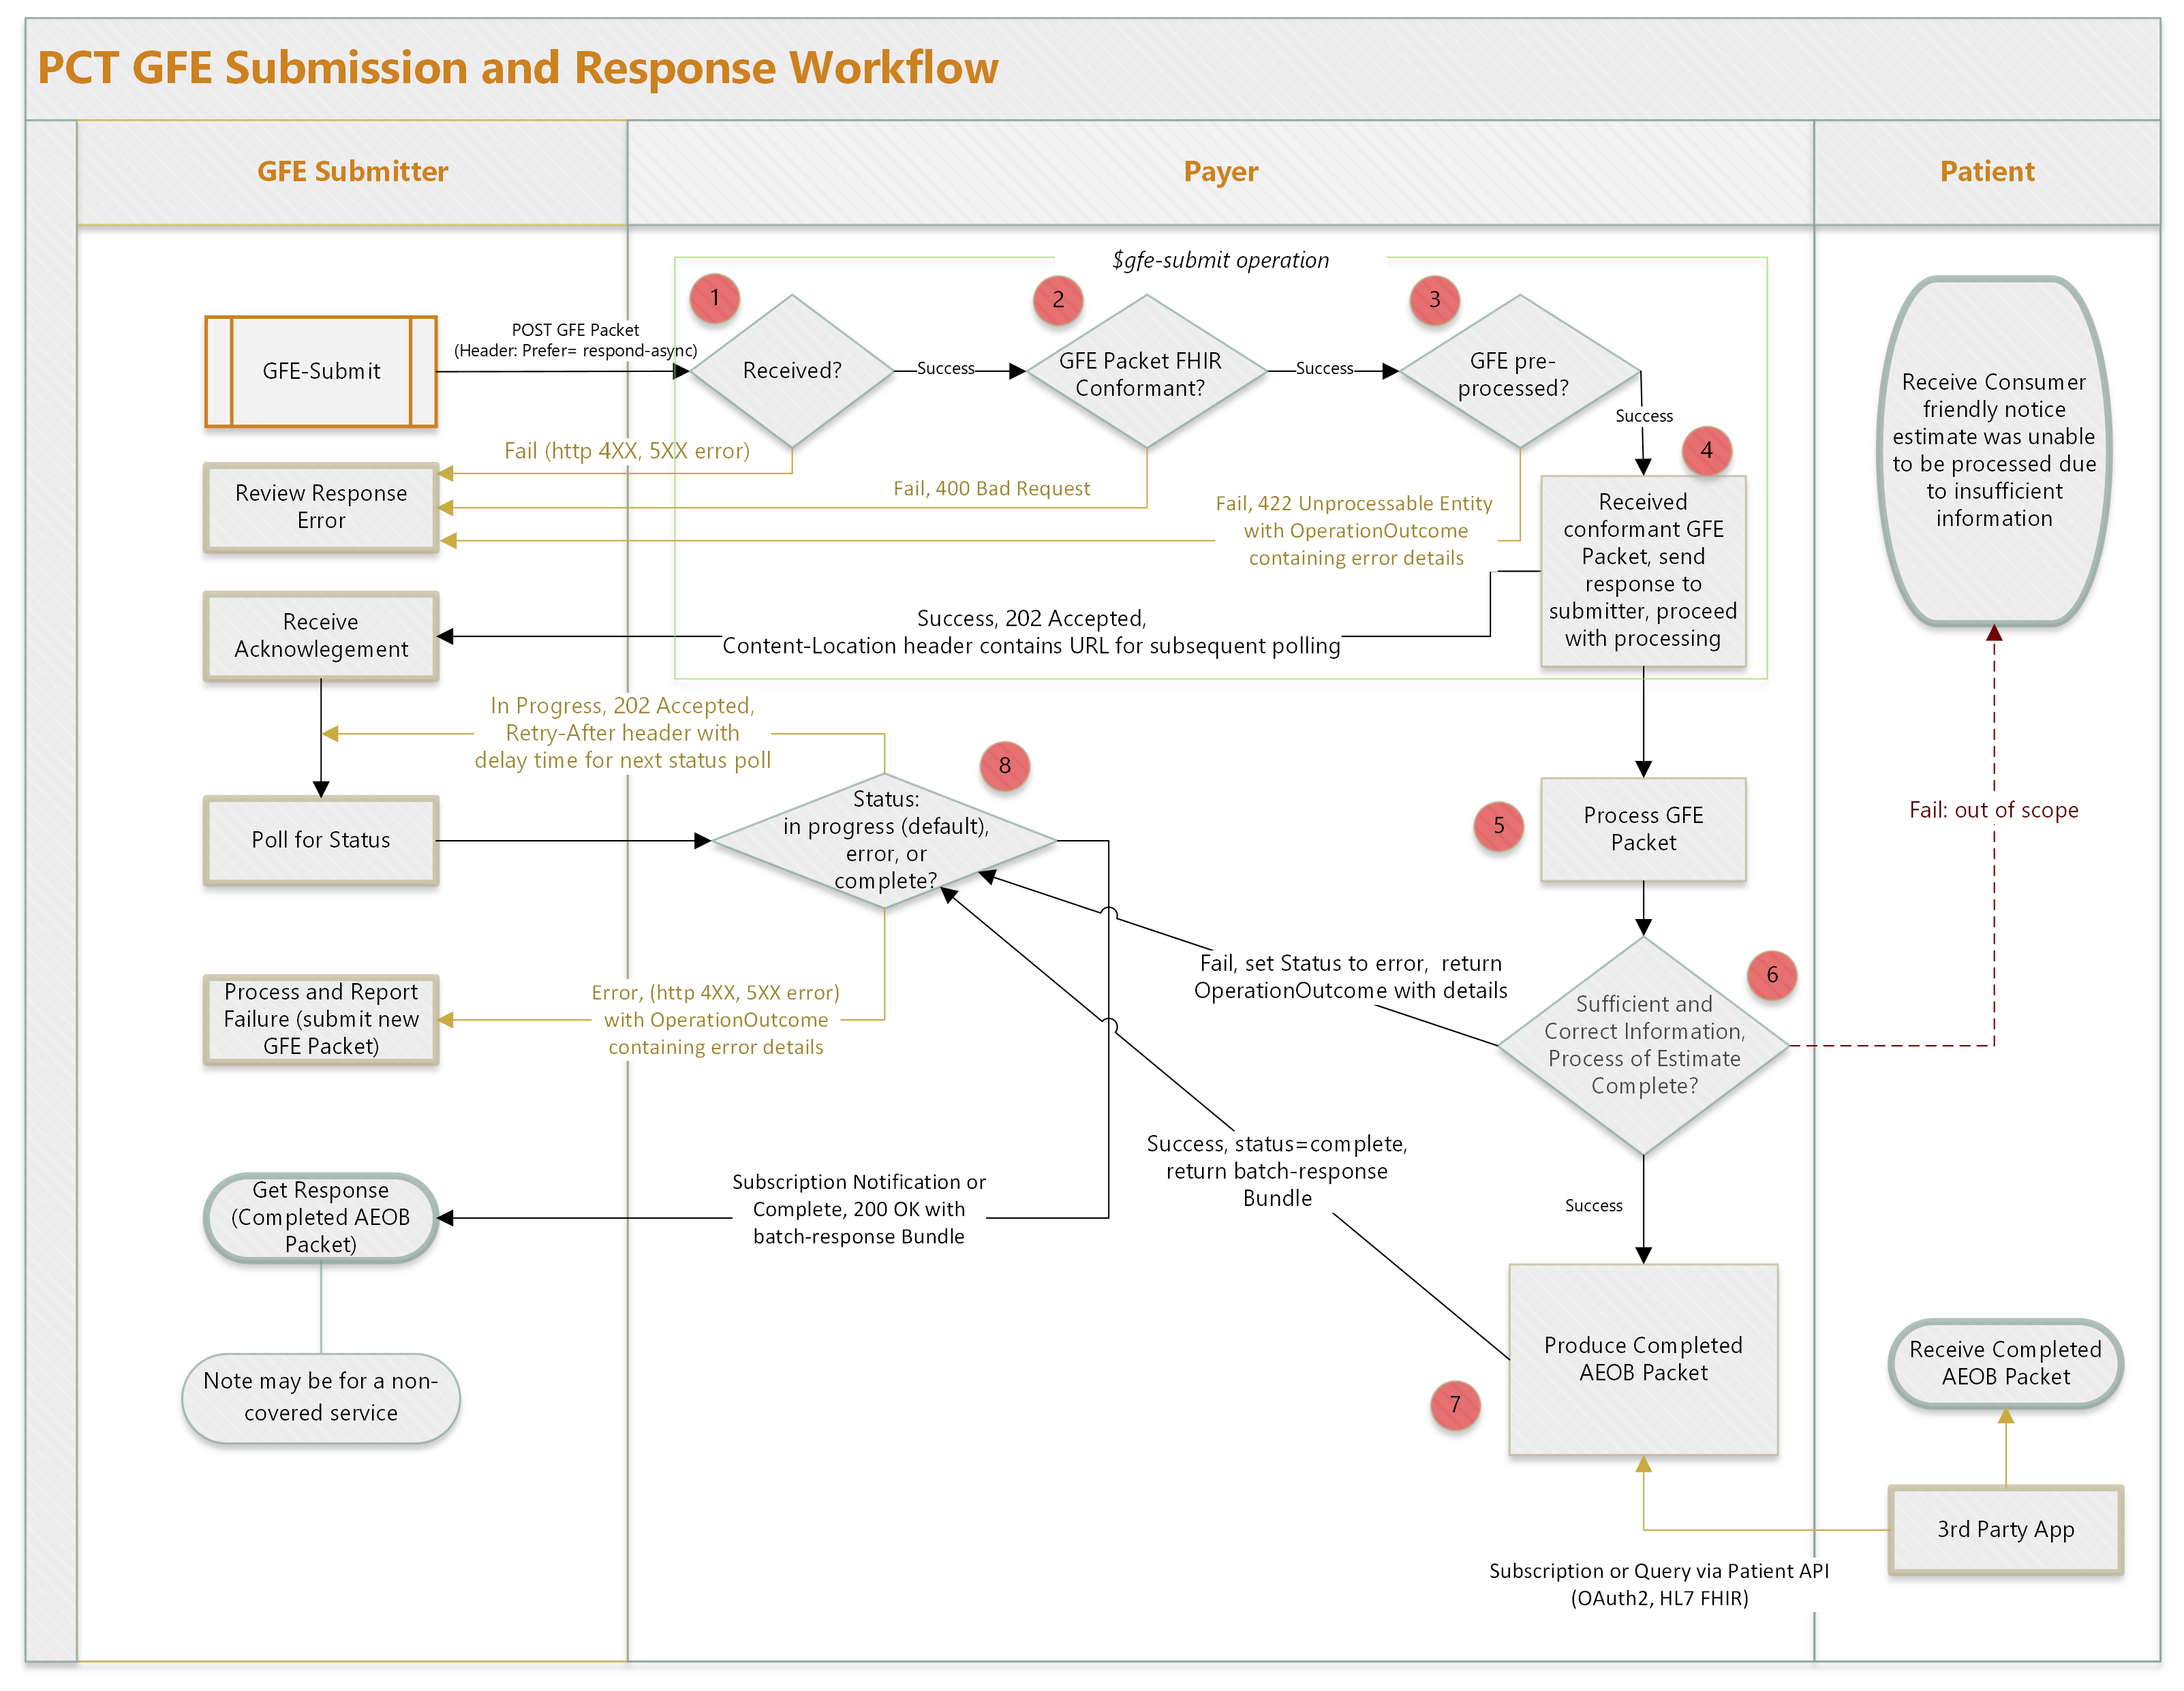 PCT GFE Submission and Response Workflow
GFE Submitter
Payer
Patient
$gfe-submit operation
1
2
3
GFE-Submit
POST GFE Packet
(Header: Prefer= respond-async)
Received?
Success
GFE Packet FHIR
Conformant?
Success
GFE pre-
processed?
Success
4
Receive Consumer
friendly notice
estimate was unable
to be processed due
to insufficient
information
Fail (http 4XX, 5XX error)
Review Response
Error
Fail, 400 Bad Request
Fail, 422 Unprocessable Entity
with OperationOutcome
containing error details
Received
conformant GFE
Packet, send
response to
submitter, proceed
with processing
Receive
Acknowlegement
Success, 202 Accepted,
Content-Location header contains URL for subsequent polling
In Progress, 202 Accepted,
Retry-After header with
delay time for next status poll
8
Poll for Status
Status:
in progress (default),
error, or
complete?
5
Process GFE
Packet
Fail: out of scope
Fail, set Status to error,  return
OperationOutcome with details
6
Sufficient and
Correct Information,
Process of Estimate
Complete?
Process and Report
Failure (submit new
GFE Packet)
Error, (http 4XX, 5XX error)
with OperationOutcome
containing error details
Success, status=complete,
return batch-response
Bundle
Success
Get Response
(Completed AEOB
Packet)
Subscription Notification or
Complete, 200 OK with
batch-response Bundle
Note may be for a non-
covered service
7
Produce Completed
AEOB Packet
Receive Completed
AEOB Packet
3rd Party App
Subscription or Query via Patient API
(OAuth2, HL7 FHIR)